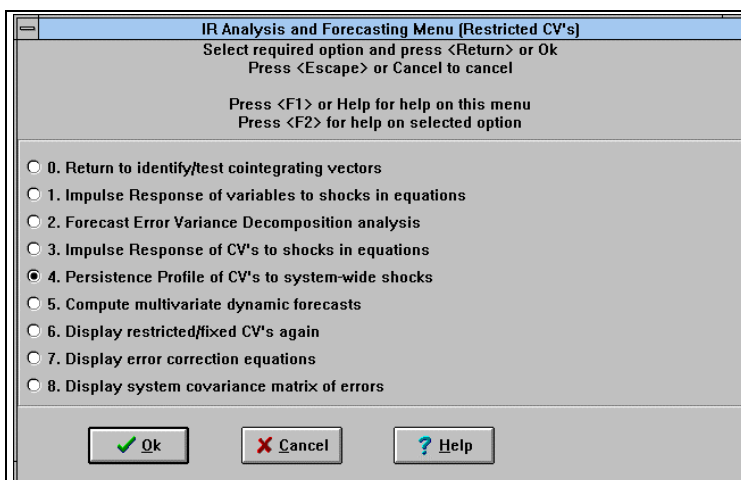 IR Analysis and Forecasting Menu (Restricted CV's)
Select required option and press <Return> or Ok
Press <Escape> or Cancel to cancel
Press <F1> or Help for help on this menu
Press <F2> for help on selected option
0. Return to identify/test cointegrating vectors
1. Impulse Response of variables to shocks in equations
2. Forecast Error Variance Decomposition analysis
3. Impulse Response of CV's to shocks in equations
4. Persistence Profile of CV's to system-wide shocks
5. Compute multivariate dynamic forecasts
6. Display restricted/fixed CV's again
7. Display error correction equations
8. Display system covariance matrix of errors
Ok Cancel ? Help